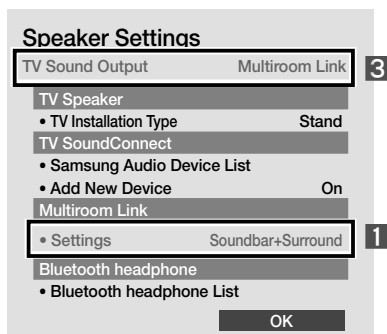 Speaker Settings
TV Sound Output Multiroom Link 3
TV Speaker
• TV Installation Type Stand
TV SoundConnect
• Samsung Audio Device List
• Add New Device On
Multiroom Link
• Settings Soundbar+Surround 1
Bluetooth headphone
• Bluetooth headphone List
OK